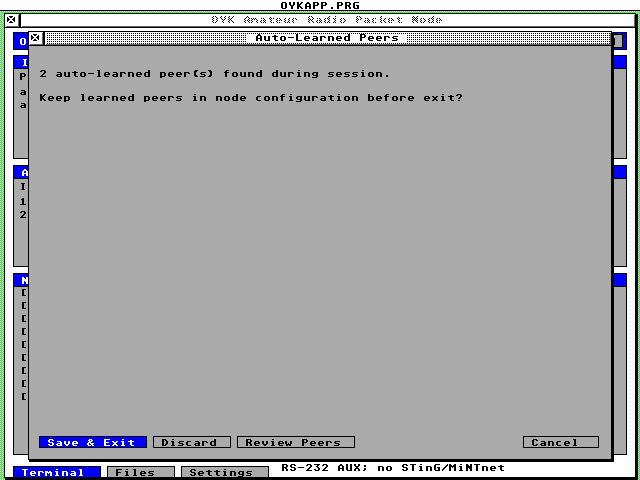 OYKAPP.PRG
OYK Amateur Radio Packet Node
Auto-Learned Peers
O
I
P
a
a
2 auto-learned peer(s) found during session.
Keep learned peers in node configuration before exit?
A
I
1
2
N
[
[
[
[
[
[
[
[
[
Save & Exit
Discard
Review Peers
Cancel
Terminal
Files
Settings
RS-232 AUX; no STinG/MiNTnet